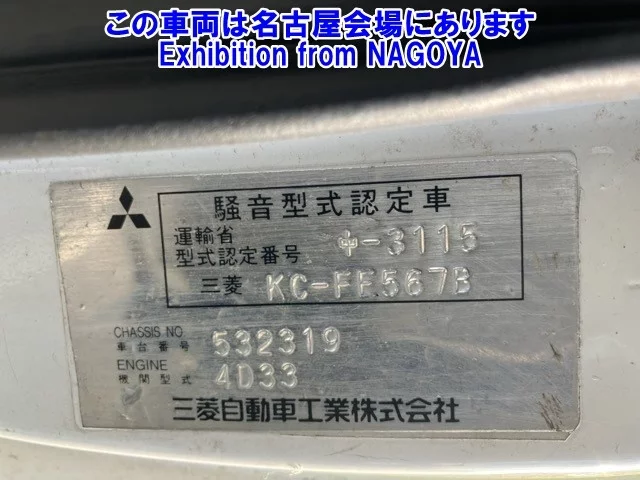 この車両は名古屋会場にあります
Exhibition from NAGOYA
騒音型式認定車
運輸省
型式認定番号 中-3115
三菱 KC-FE567B
CHASSIS NO.
車台番号 532319
ENGINE
機関型式 4D33
三菱自動車工業株式会社